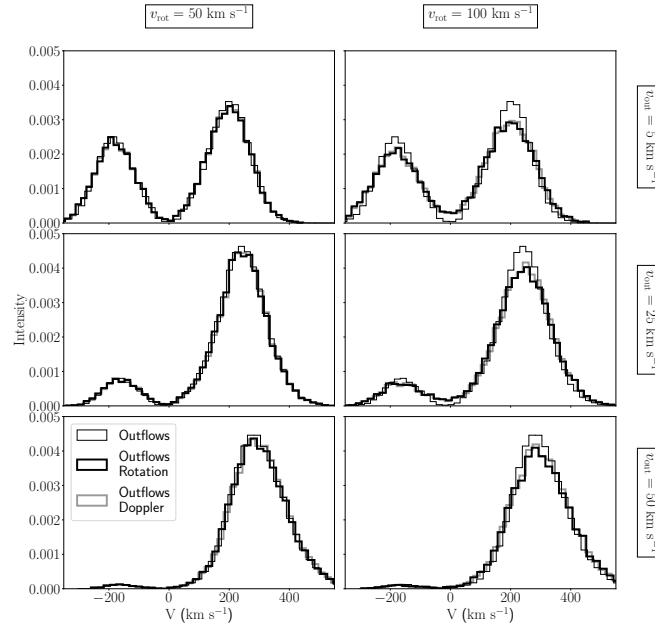 v_rot = 50 km s⁻¹
v_rot = 100 km s⁻¹
0.005
0.004
0.003
0.002
0.001
0.000
v_out = 5 km s⁻¹
0.005
0.004
0.003
0.002
0.001
0.000
Intensity
v_out = 25 km s⁻¹
0.005
0.004
0.003
0.002
0.001
0.000
Outflows
Outflows
Rotation
Outflows
Doppler
v_out = 50 km s⁻¹
−200 0 200 400
−200 0 200 400
V (km s⁻¹)
V (km s⁻¹)